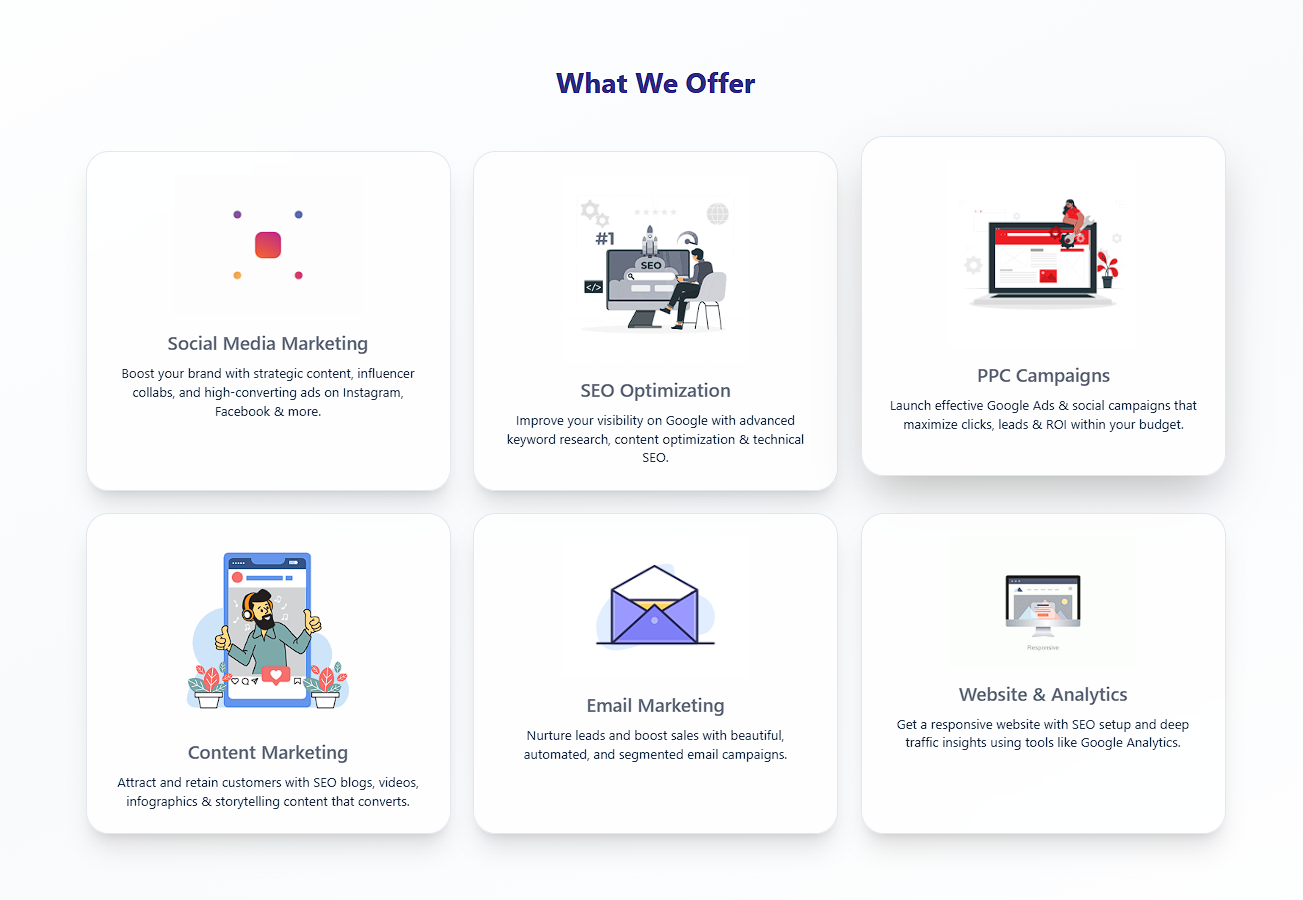 What We Offer
#1
SEO
</>
Social Media Marketing
Boost your brand with strategic content, influencer
collabs, and high-converting ads on Instagram,
Facebook & more.
SEO Optimization
Improve your visibility on Google with advanced
keyword research, content optimization & technical
SEO.
PPC Campaigns
Launch effective Google Ads & social campaigns that
maximize clicks, leads & ROI within your budget.
Content Marketing
Attract and retain customers with SEO blogs, videos,
infographics & storytelling content that converts.
Email Marketing
Nurture leads and boost sales with beautiful,
automated, and segmented email campaigns.
Responsive
Website & Analytics
Get a responsive website with SEO setup and deep
traffic insights using tools like Google Analytics.